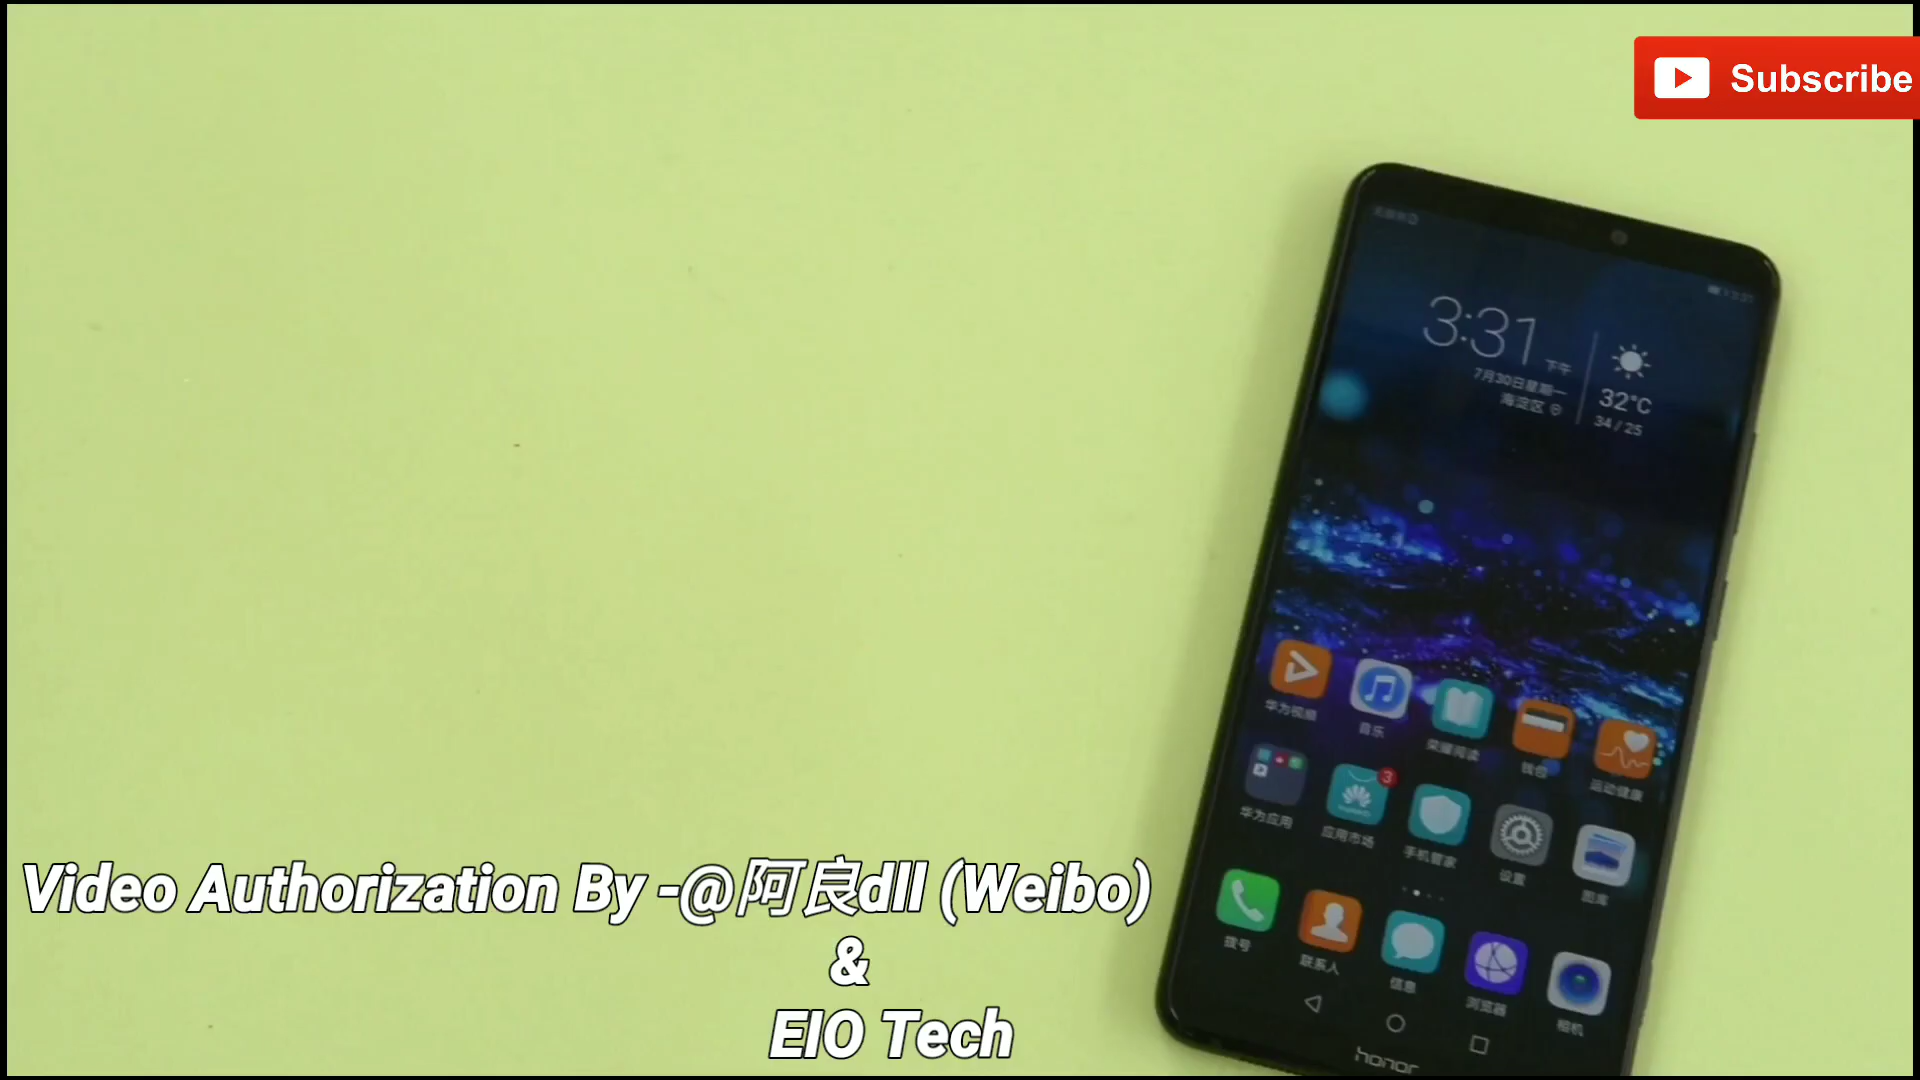 Subscribe
3:31 下午
7月30日星期一
海淀区
32°C
34 / 25
华为视频 音乐 荣耀阅读 钱包 运动健康
3
华为应用 应用市场 手机管家 设置 图库
拨号 联系人 信息 浏览器 相机
honor
Video Authorization By -@阿良dll (Weibo)
&
EIO Tech